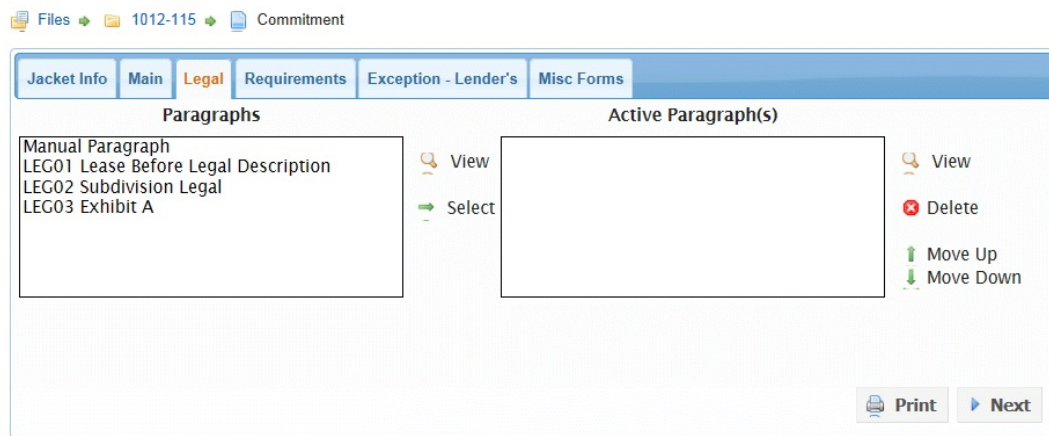 Files 1012-115 Commitment
Jacket Info Main Legal Requirements Exception - Lender's Misc Forms
Paragraphs
Manual Paragraph
LEG01 Lease Before Legal Description
LEG02 Subdivision Legal
LEG03 Exhibit A
View
Select
Active Paragraph(s)
View
Delete
Move Up
Move Down
Print Next